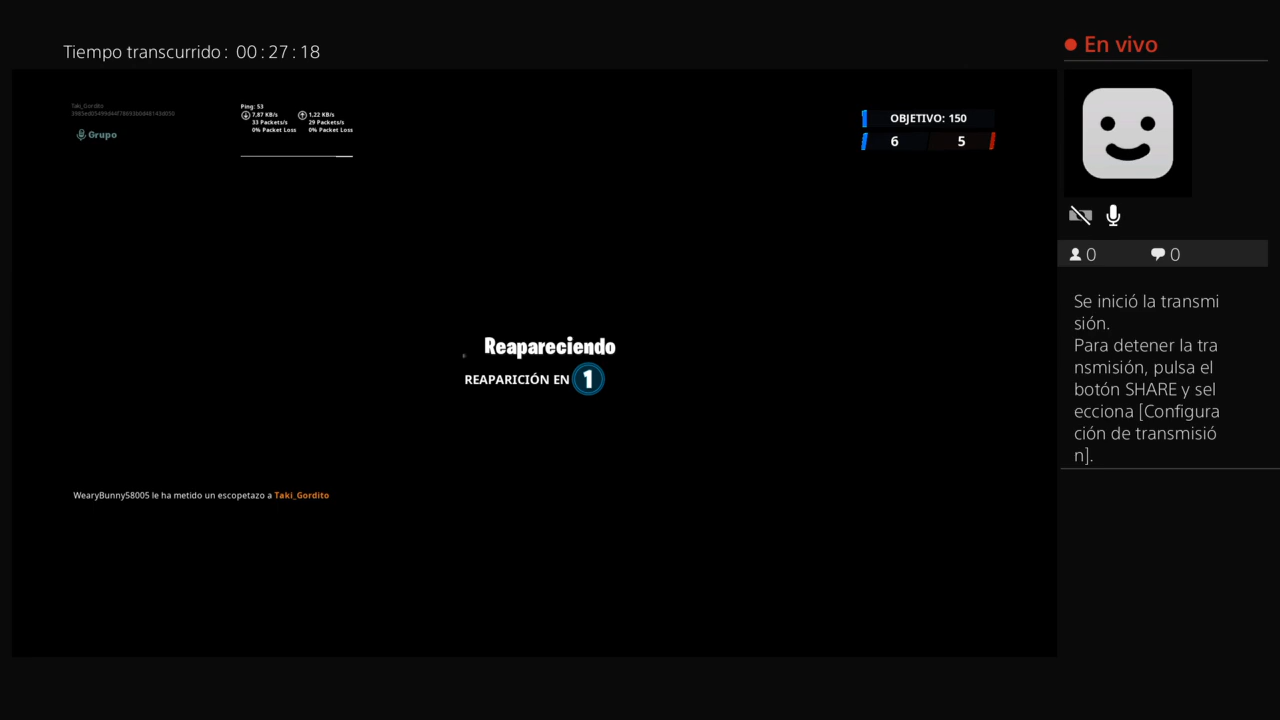 Tiempo transcurrido : 00 : 27 : 18
En vivo
Taki_Gordito
Grupo
Ping: 53
7.87 KB/s
33 Packets/s
0% Packet Loss
1.22 KB/s
29 Packets/s
0% Packet Loss
OBJETIVO: 150
6 5
0 0
Se inició la transmi
sión.
Para detener la tra
nsmisión, pulsa el
botón SHARE y sel
ecciona [Configura
ción de transmisió
n].
Reapareciendo
REAPARICIÓN EN 1
WearyBunny58005 le ha metido un escopetazo a Taki_Gordito